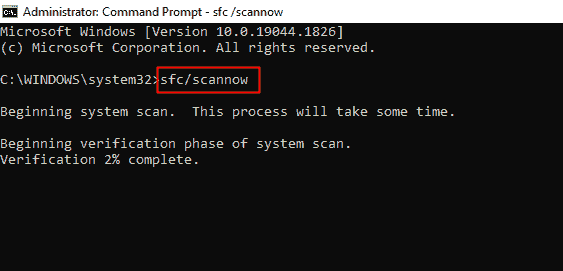 Administrator: Command Prompt - sfc /scannow
Microsoft Windows [Version 10.0.19044.1826]
(c) Microsoft Corporation. All rights reserved.
C:\WINDOWS\system32>sfc/scannow
Beginning system scan.  This process will take some time.
Beginning verification phase of system scan.
Verification 2% complete.